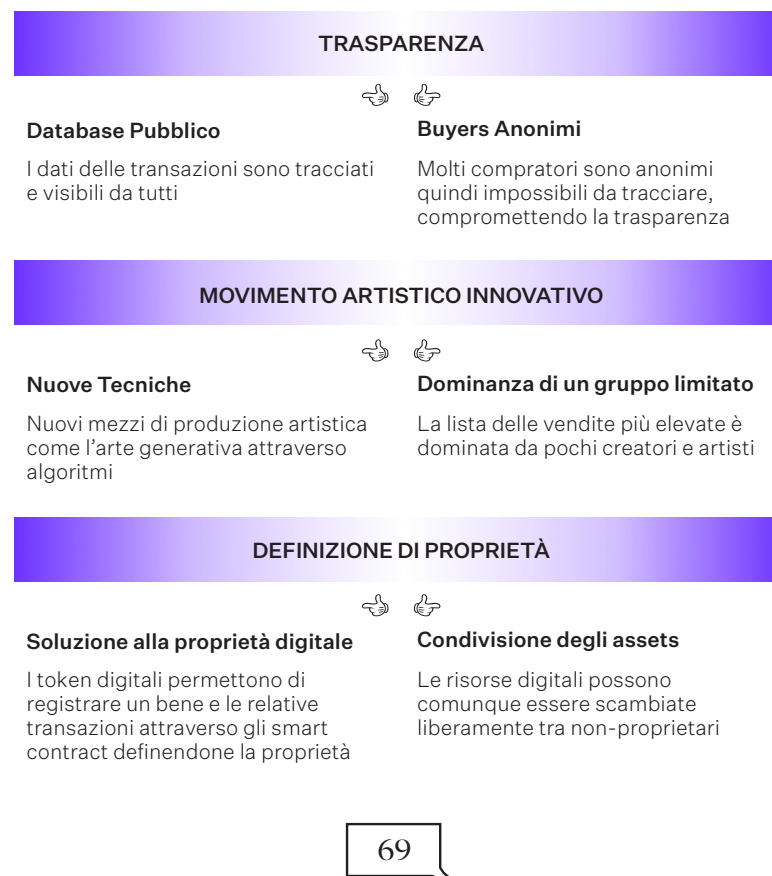 TRASPARENZA
Database Pubblico
I dati delle transazioni sono tracciati
e visibili da tutti
Buyers Anonimi
Molti compratori sono anonimi
quindi impossibili da tracciare,
compromettendo la trasparenza
MOVIMENTO ARTISTICO INNOVATIVO
Nuove Tecniche
Nuovi mezzi di produzione artistica
come l’arte generativa attraverso
algoritmi
Dominanza di un gruppo limitato
La lista delle vendite più elevate è
dominata da pochi creatori e artisti
DEFINIZIONE DI PROPRIETÀ
Soluzione alla proprietà digitale
I token digitali permettono di
registrare un bene e le relative
transazioni attraverso gli smart
contract definendone la proprietà
Condivisione degli assets
Le risorse digitali possono
comunque essere scambiate
liberamente tra non-proprietari
69